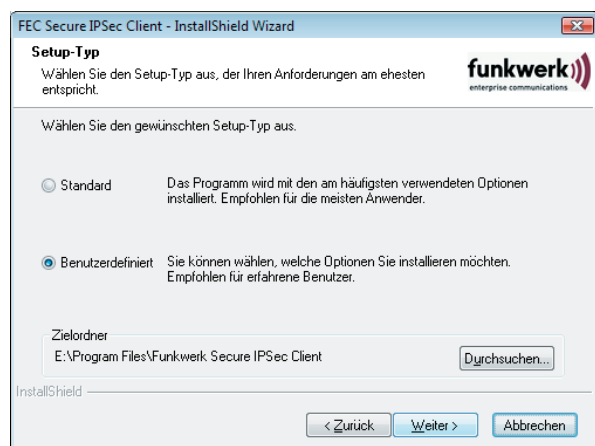 FEC Secure IPSec Client - InstallShield Wizard
Setup-Typ
Wählen Sie den Setup-Typ aus, der Ihren Anforderungen am ehesten
entspricht.
funkwerk
enterprise communications
Wählen Sie den gewünschten Setup-Typ aus.
Standard
Das Programm wird mit den am häufigsten verwendeten Optionen
installiert. Empfohlen für die meisten Anwender.
Benutzerdefiniert
Sie können wählen, welche Optionen Sie installieren möchten.
Empfohlen für erfahrene Benutzer.
Zielordner
E:\Program Files\Funkwerk Secure IPSec Client
Durchsuchen...
InstallShield
< Zurück
Weiter >
Abbrechen